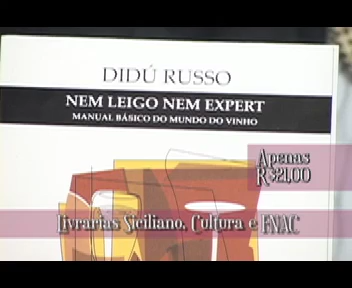 DIDÚ RUSSO
NEM LEIGO NEM EXPERT
MANUAL BÁSICO DO MUNDO DO VINHO
Apenas
R$21,00
Livrarias Siciliano, Cultura e FNAC